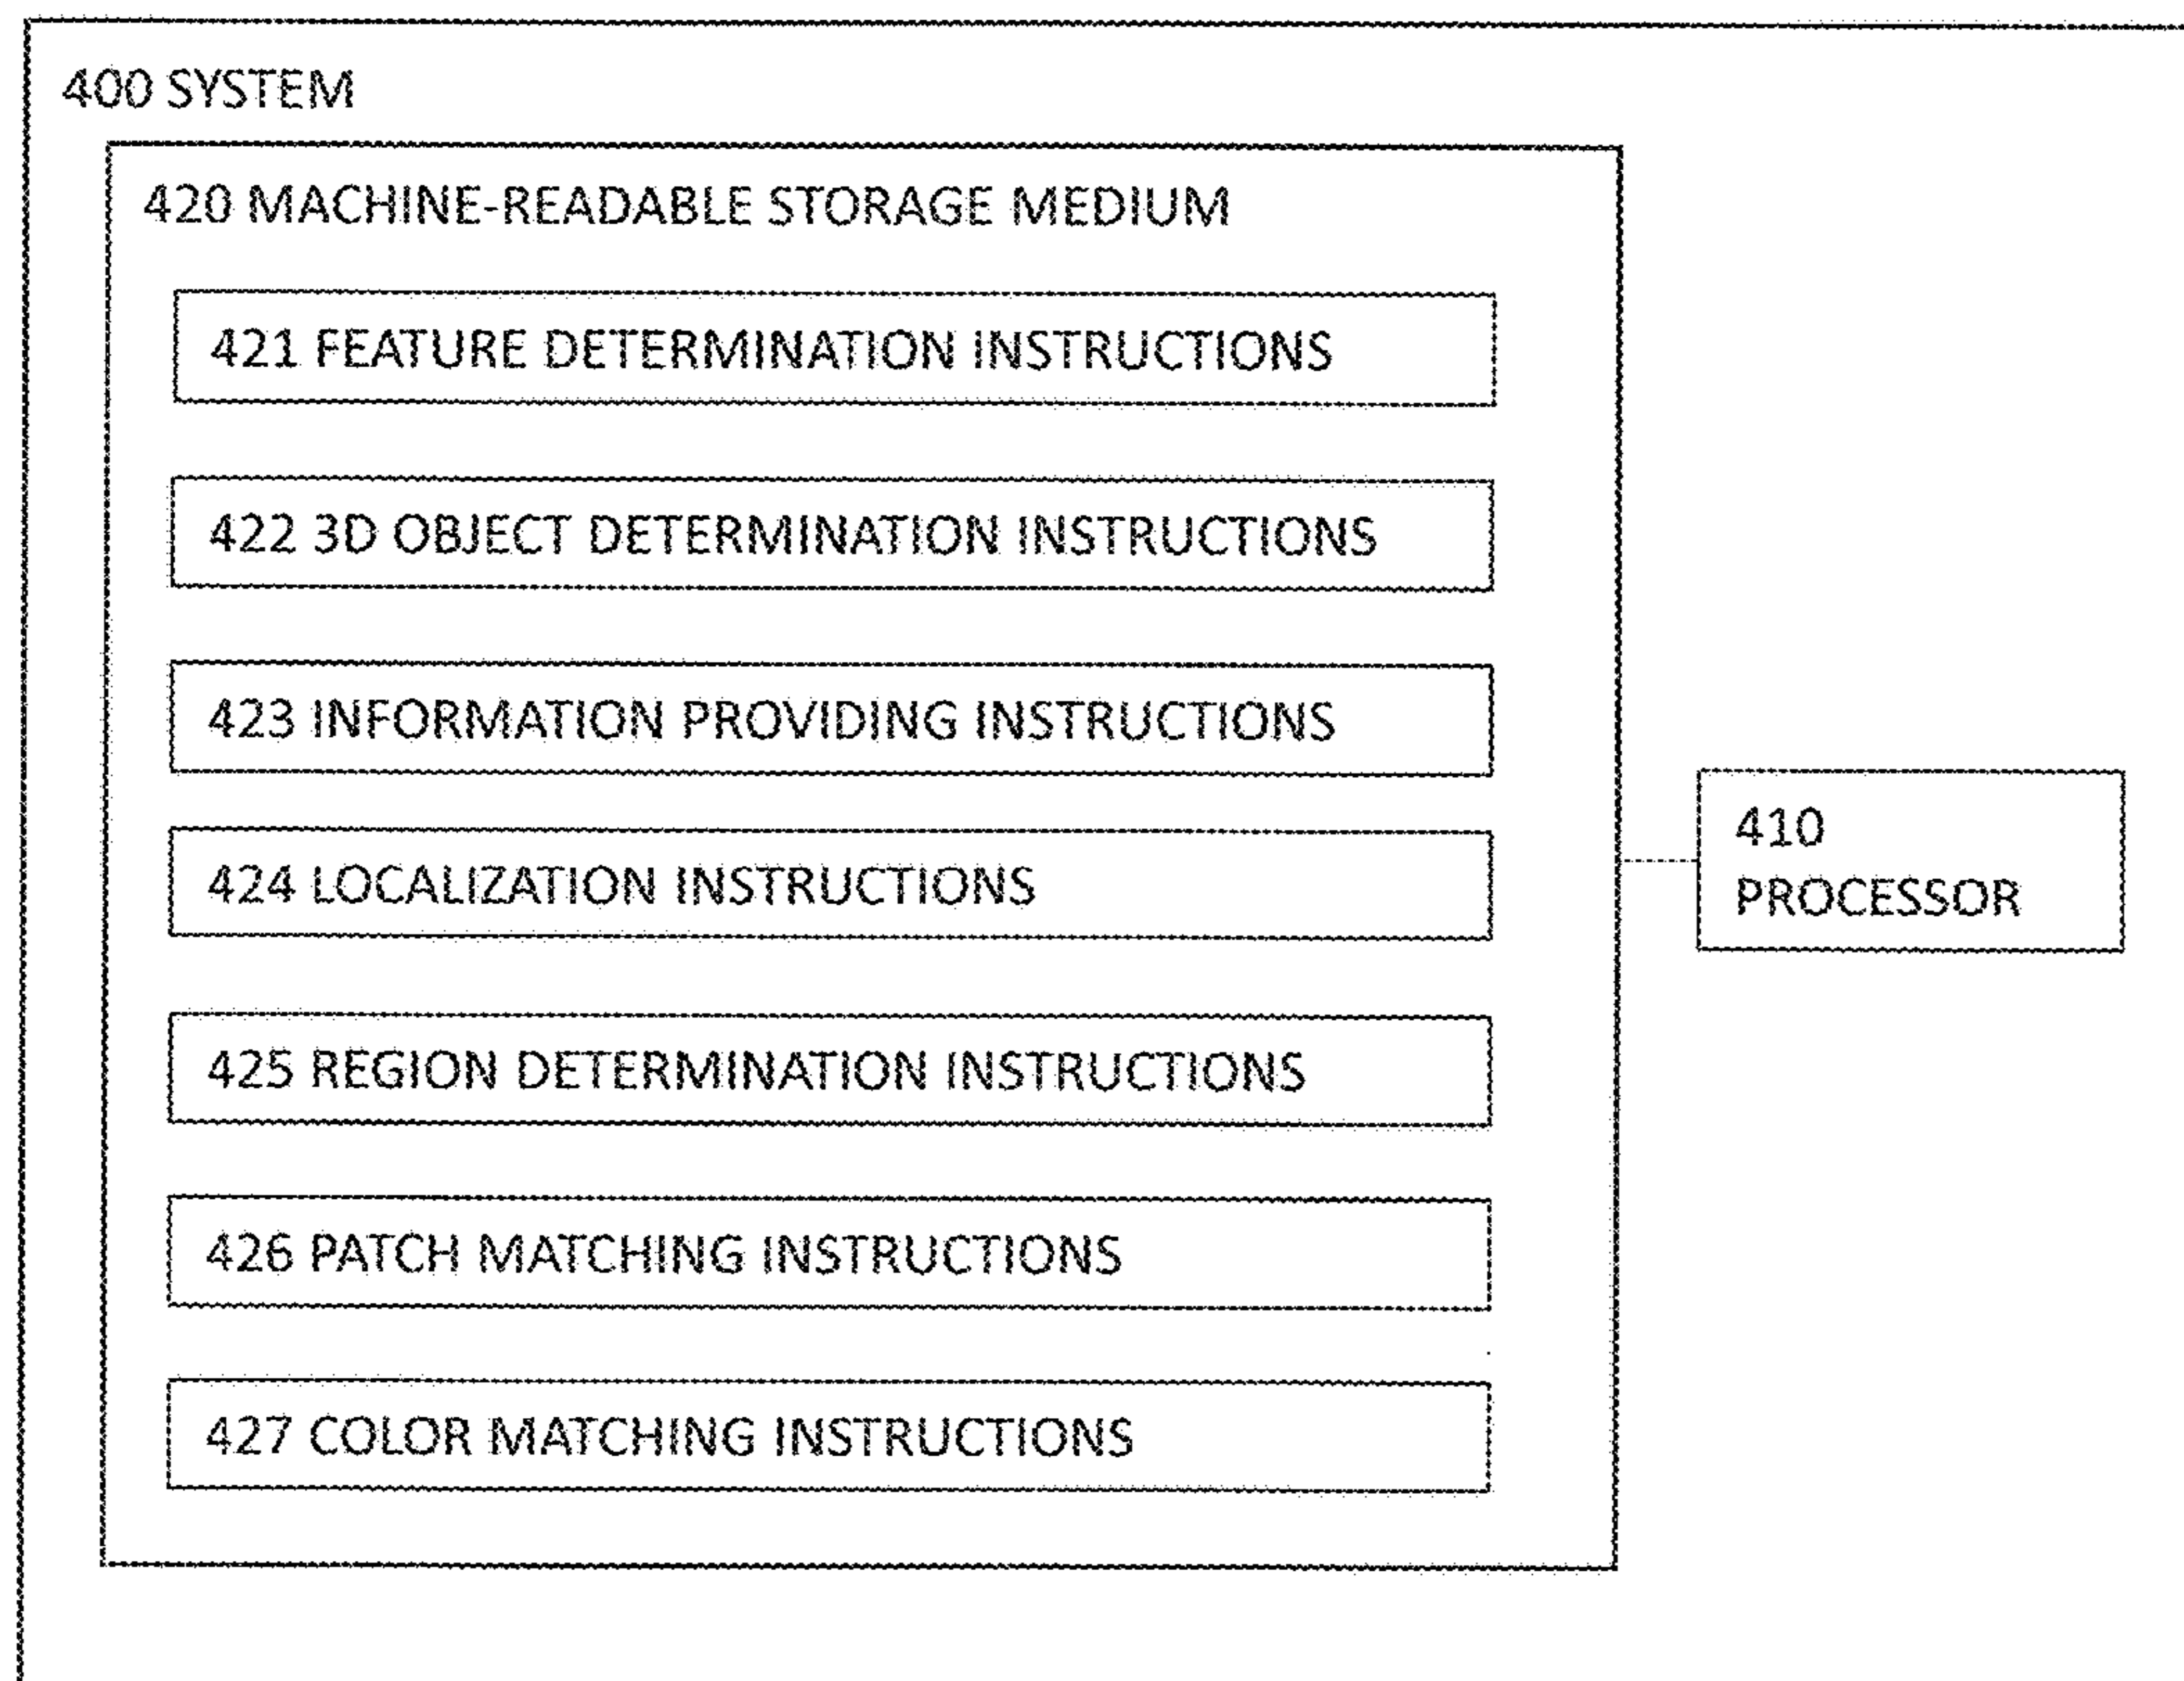 400 SYSTEM
420 MACHINE-READABLE STORAGE MEDIUM
421 FEATURE DETERMINATION INSTRUCTIONS
422 3D OBJECT DETERMINATION INSTRUCTIONS
423 INFORMATION PROVIDING INSTRUCTIONS
424 LOCALIZATION INSTRUCTIONS
425 REGION DETERMINATION INSTRUCTIONS
426 PATCH MATCHING INSTRUCTIONS
427 COLOR MATCHING INSTRUCTIONS
410
PROCESSOR